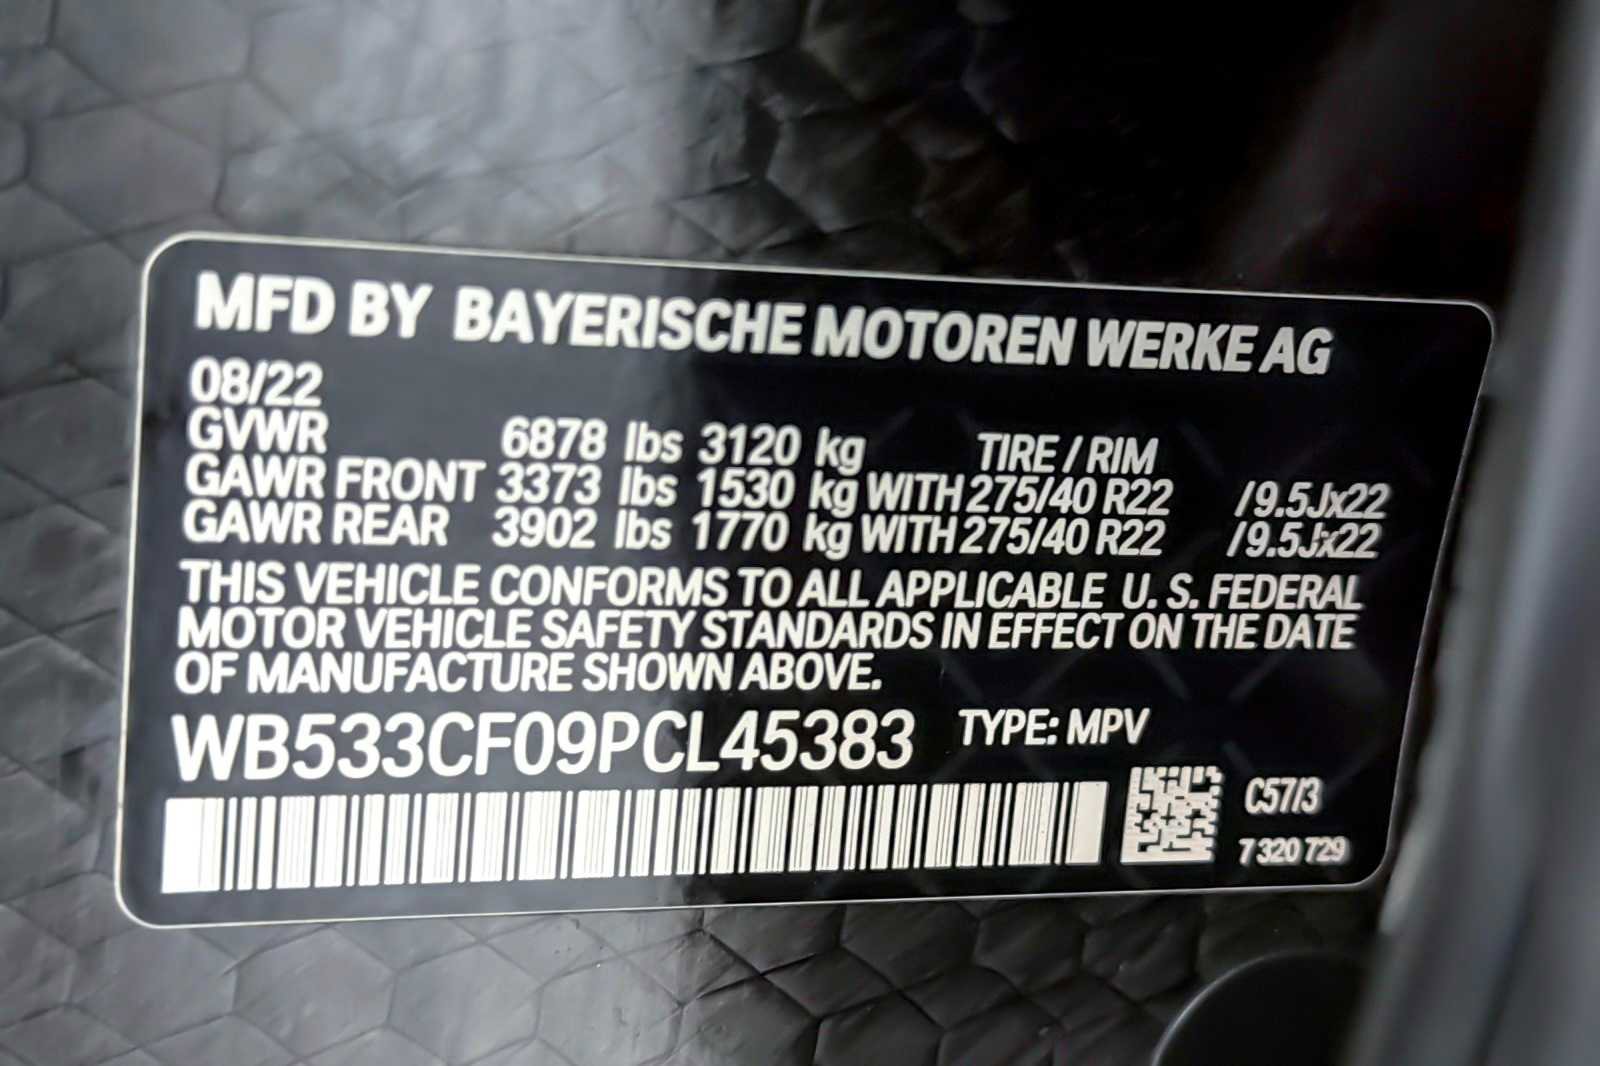 MFD BY BAYERISCHE MOTOREN WERKE AG
08/22
GVWR 6878 lbs 3120 kg TIRE / RIM
GAWR FRONT 3373 lbs 1530 kg WITH 275/40 R22 /9.5Jx22
GAWR REAR 3902 lbs 1770 kg WITH 275/40 R22 /9.5Jx22
THIS VEHICLE CONFORMS TO ALL APPLICABLE U. S. FEDERAL
MOTOR VEHICLE SAFETY STANDARDS IN EFFECT ON THE DATE
OF MANUFACTURE SHOWN ABOVE.
WB533CF09PCL45383 TYPE: MPV
C57/3
7 320 729